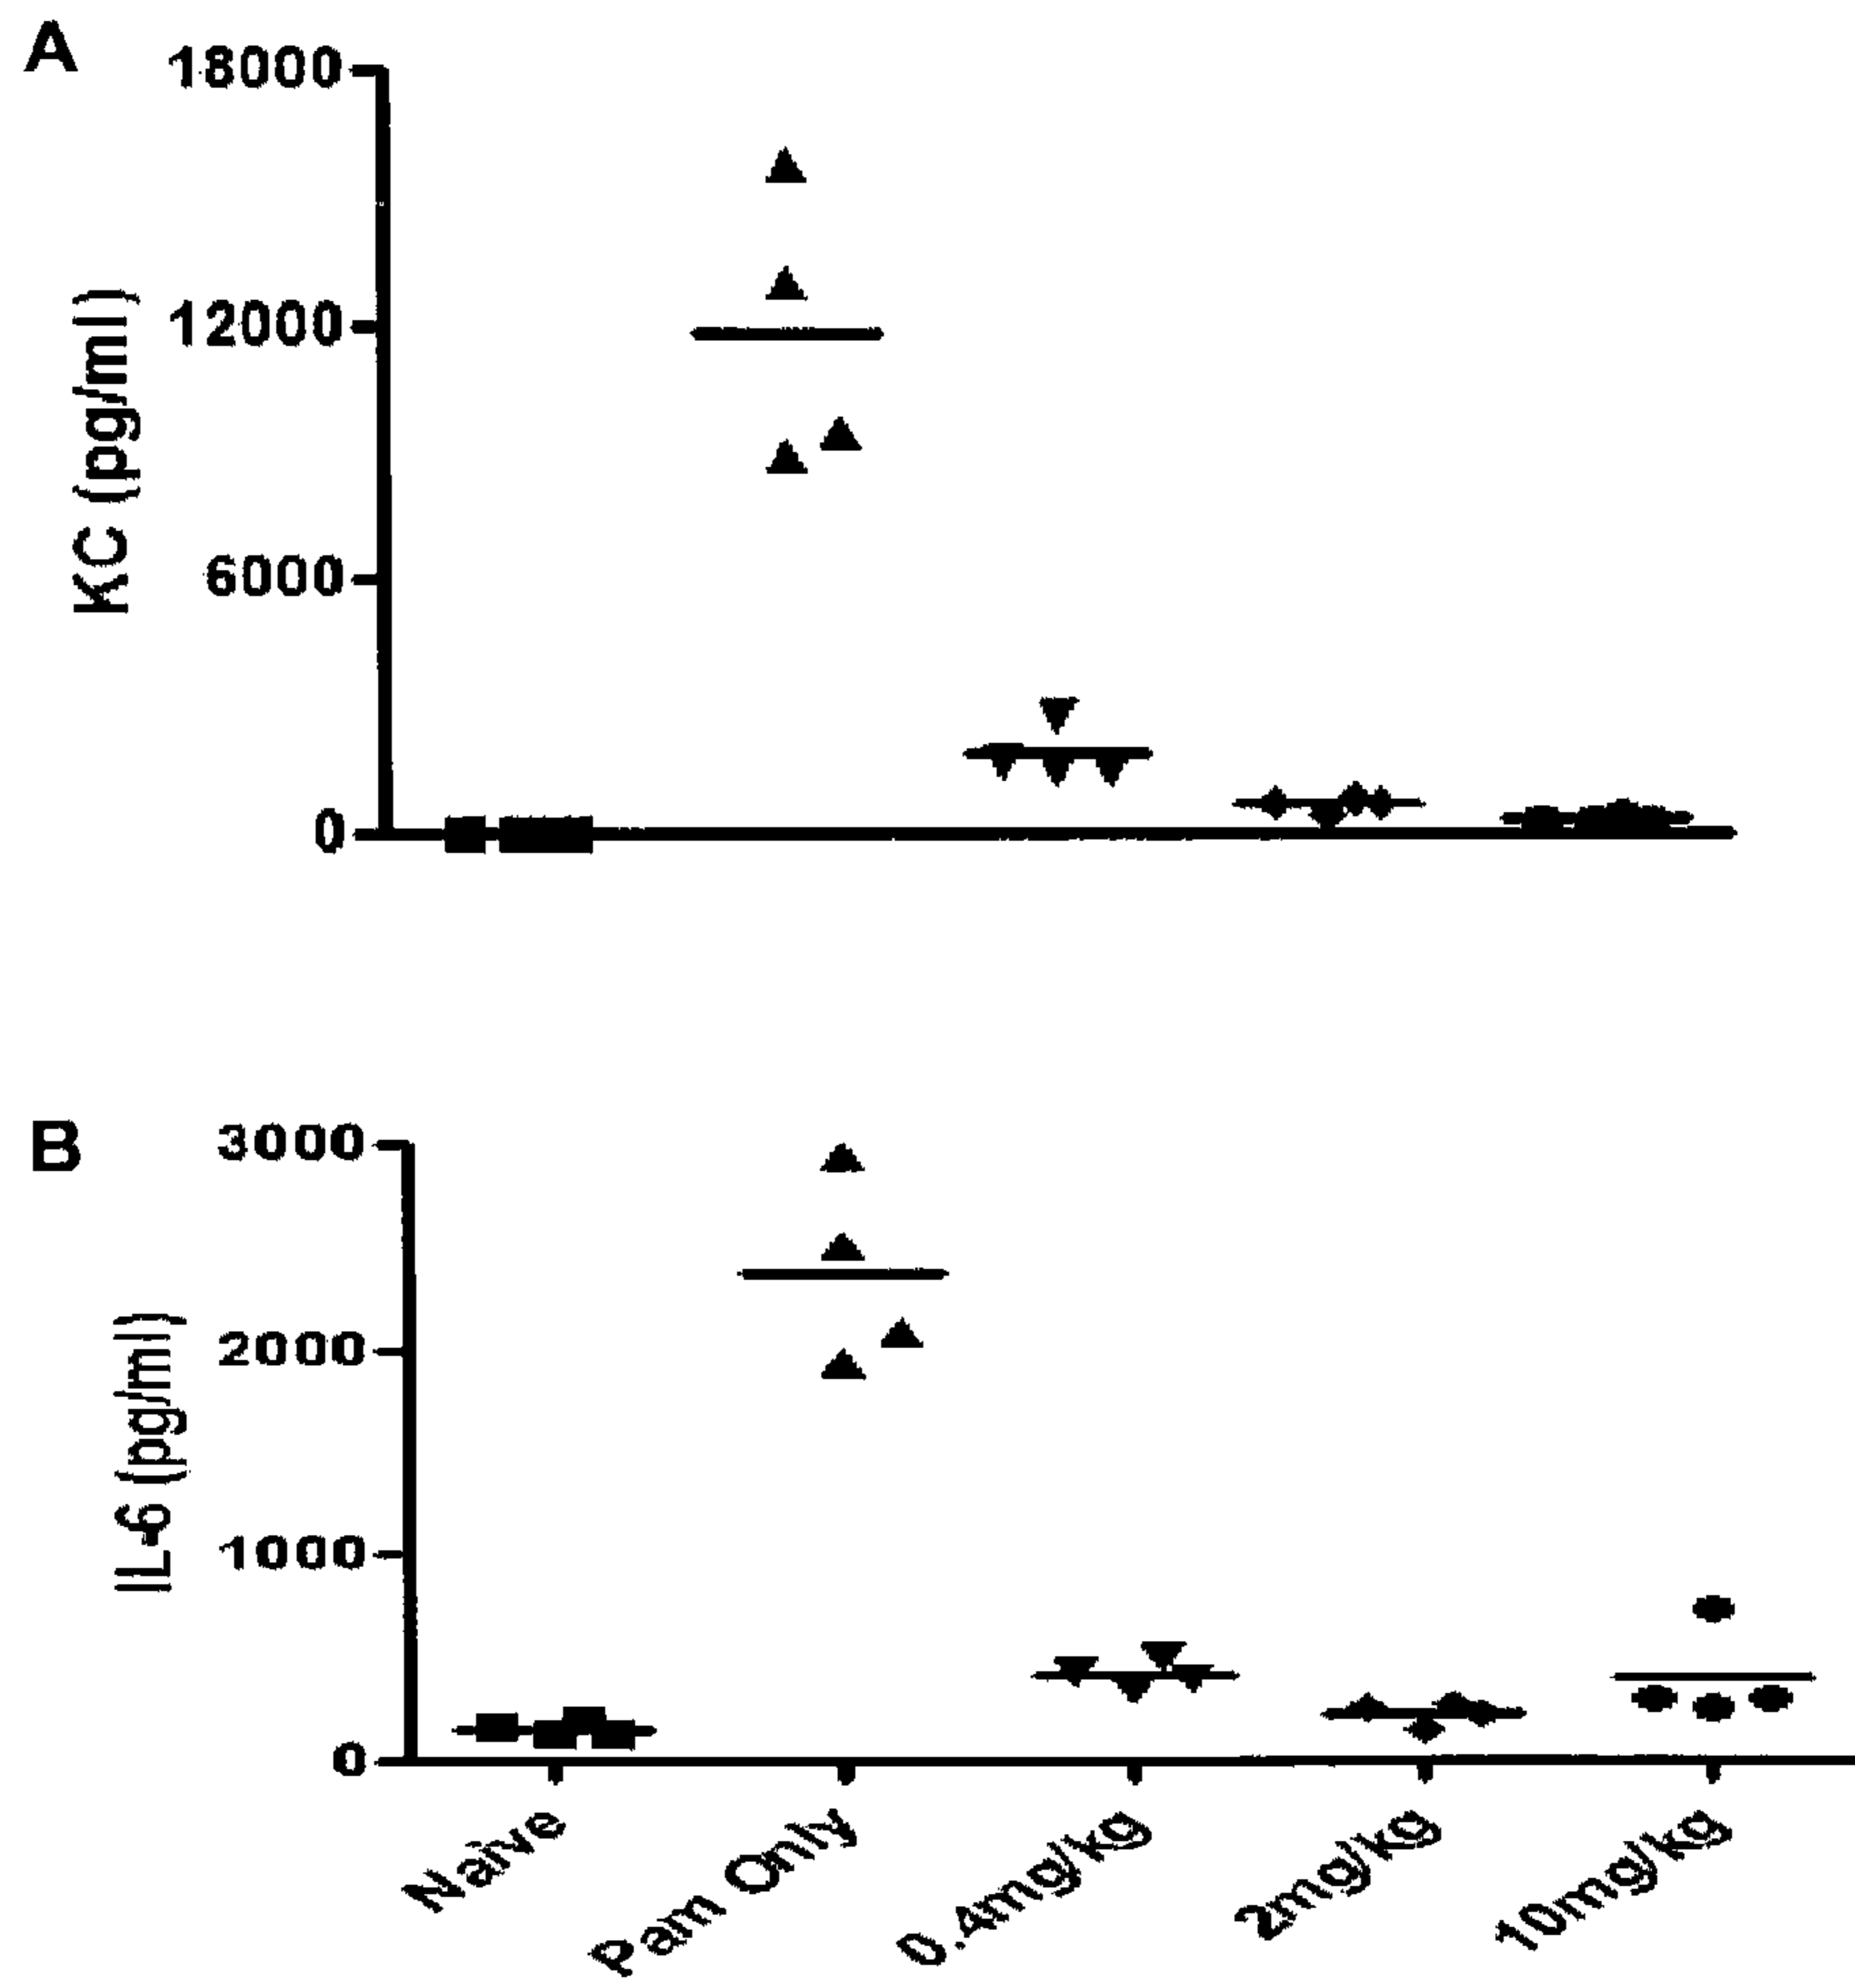 A
18000
12000
6000
0
KC (pg/ml)
B
3000
2000
1000
0
IL-6 (pg/ml)
Naive
Pam Only
0.4mg/kg
2mg/kg
10mg/kg